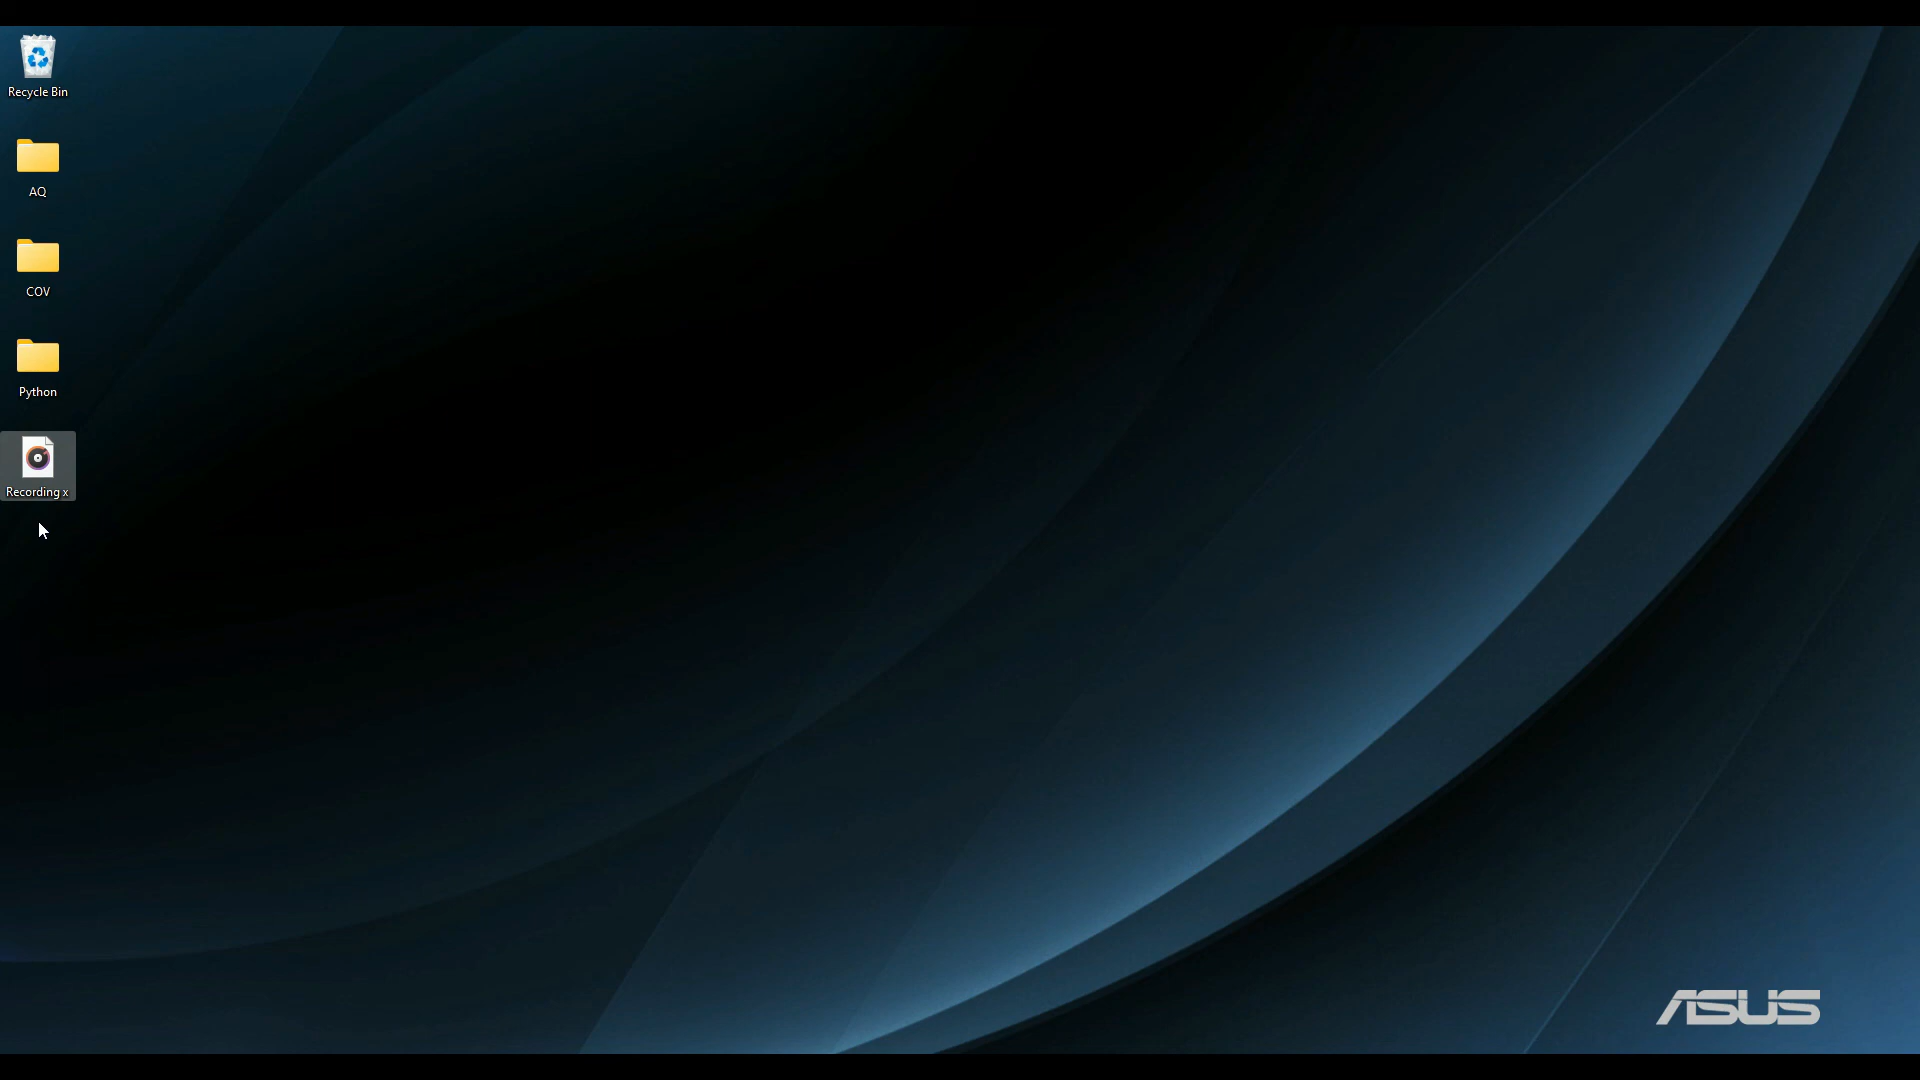 Recycle Bin
AQ
COV
Python
Recording x
ASUS